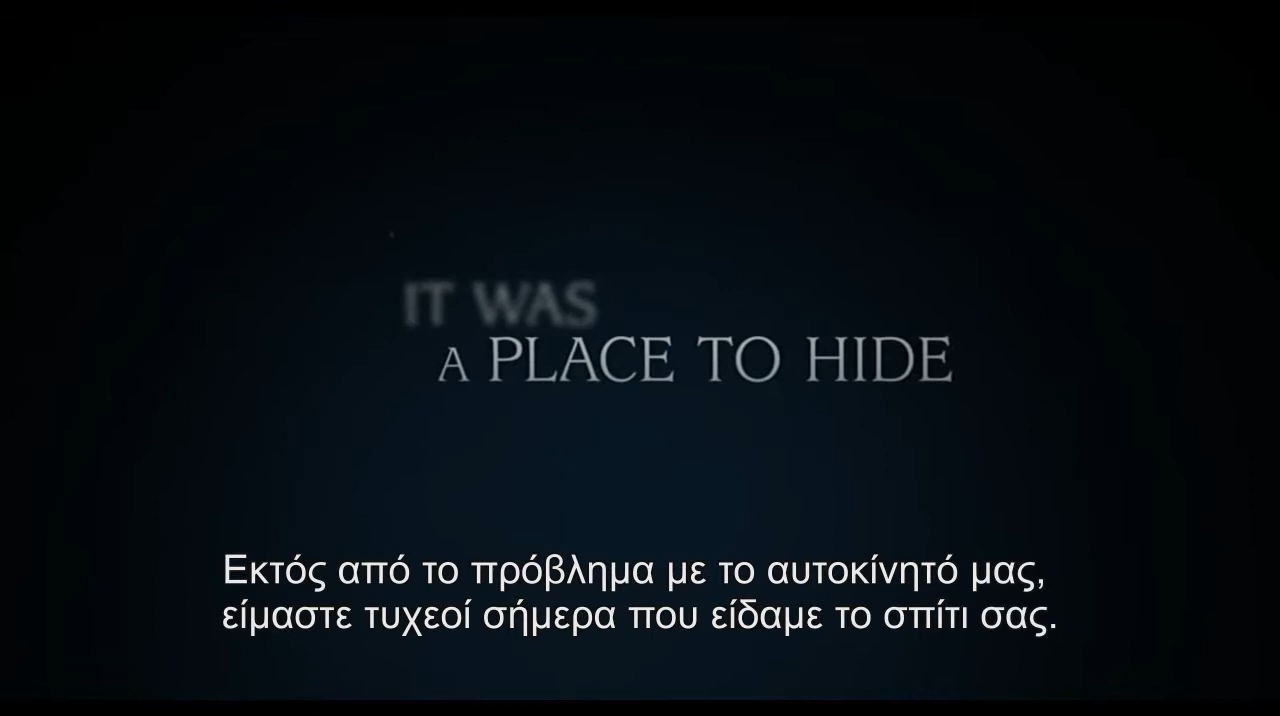 IT WAS
A PLACE TO HIDE
Εκτός από το πρόβλημα με το αυτοκίνητό μας,
είμαστε τυχεοί σήμερα που είδαμε το σπίτι σας.